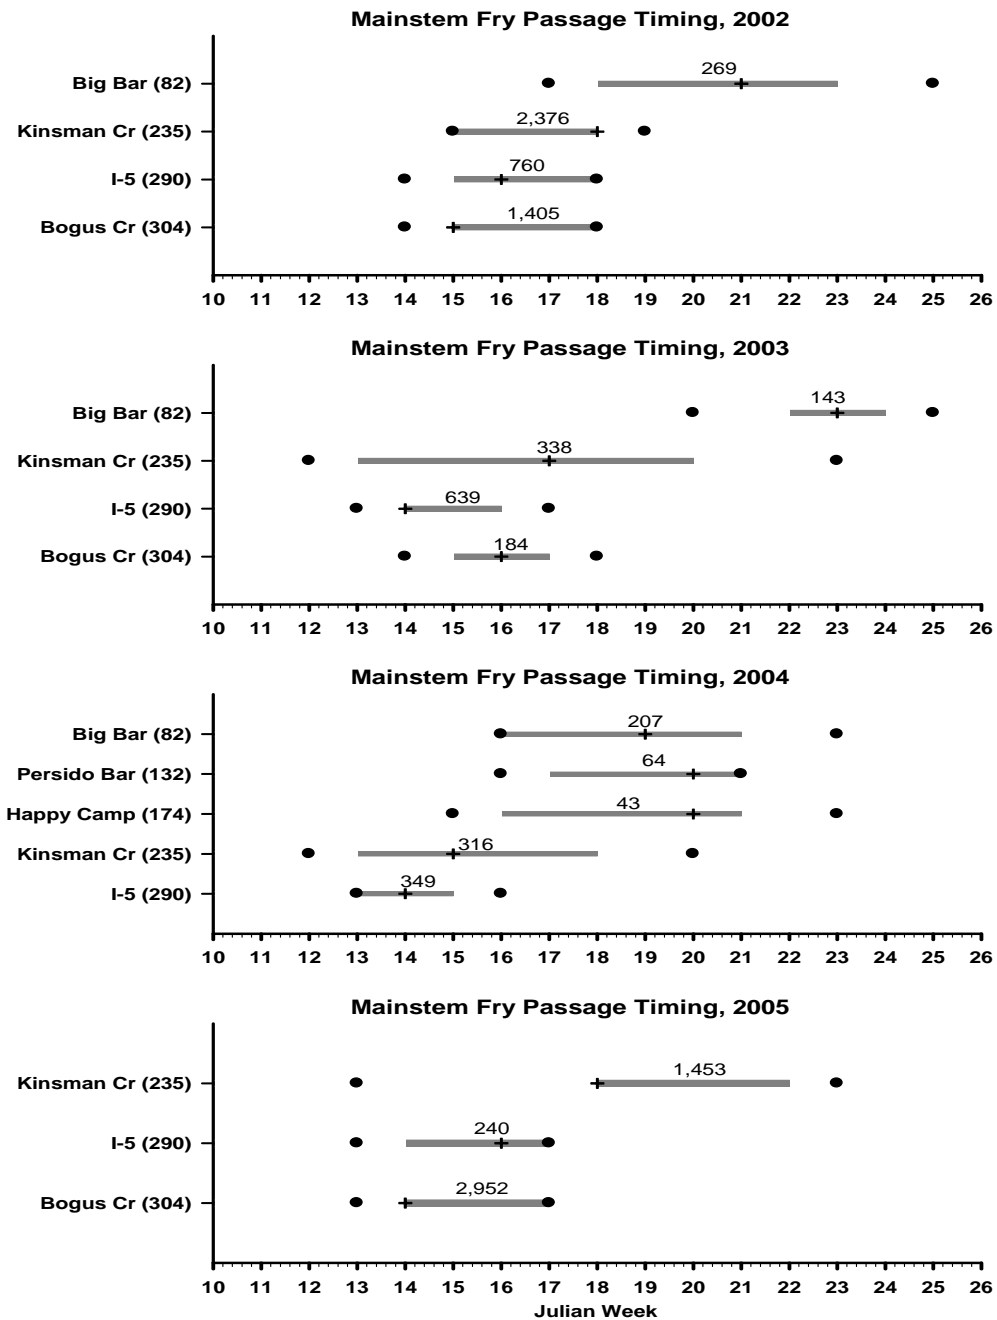 Mainstem Fry Passage Timing, 2002
Big Bar (82)
269
Kinsman Cr (235)
2,376
I-5 (290)
760
Bogus Cr (304)
1,405
10 11 12 13 14 15 16 17 18 19 20 21 22 23 24 25 26
Mainstem Fry Passage Timing, 2003
Big Bar (82)
143
Kinsman Cr (235)
338
I-5 (290)
639
Bogus Cr (304)
184
10 11 12 13 14 15 16 17 18 19 20 21 22 23 24 25 26
Mainstem Fry Passage Timing, 2004
Big Bar (82)
207
Persido Bar (132)
64
Happy Camp (174)
43
Kinsman Cr (235)
316
I-5 (290)
349
10 11 12 13 14 15 16 17 18 19 20 21 22 23 24 25 26
Mainstem Fry Passage Timing, 2005
Kinsman Cr (235)
1,453
I-5 (290)
240
Bogus Cr (304)
2,952
10 11 12 13 14 15 16 17 18 19 20 21 22 23 24 25 26
Julian Week